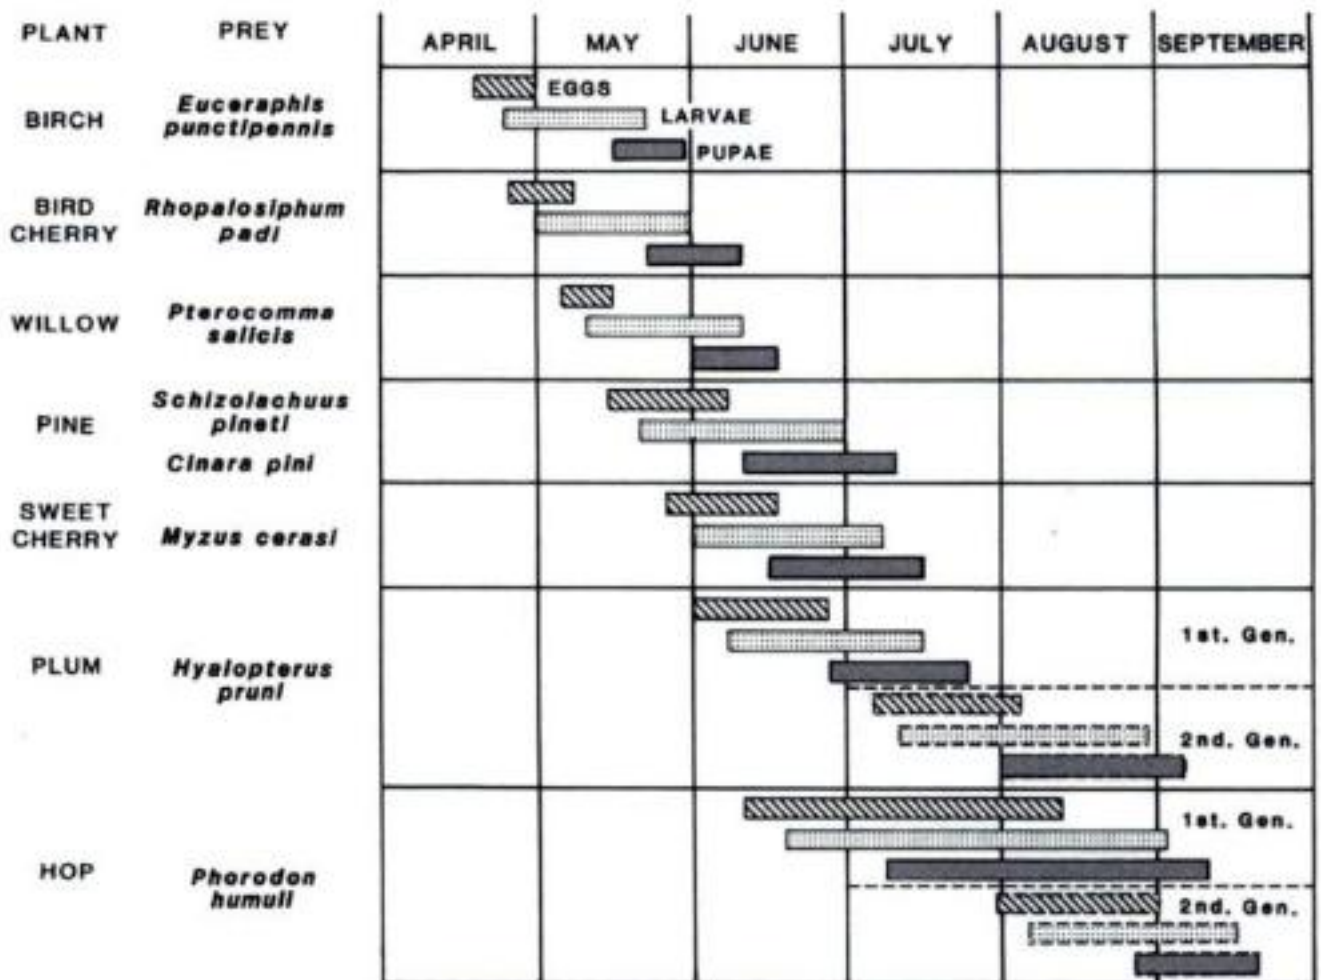 PLANT PREY APRIL MAY JUNE JULY AUGUST SEPTEMBER
EGGS
BIRCH Euceraphis punctipennis LARVAE
PUPAE
BIRD CHERRY Rhopalosiphum padi
WILLOW Pterocomma salicis
PINE Schizolachuus pineti
Cinara pini
SWEET CHERRY Myzus cerasi
1st. Gen.
PLUM Hyalopterus pruni
2nd. Gen.
1st. Gen.
HOP Phorodon humuli
2nd. Gen.